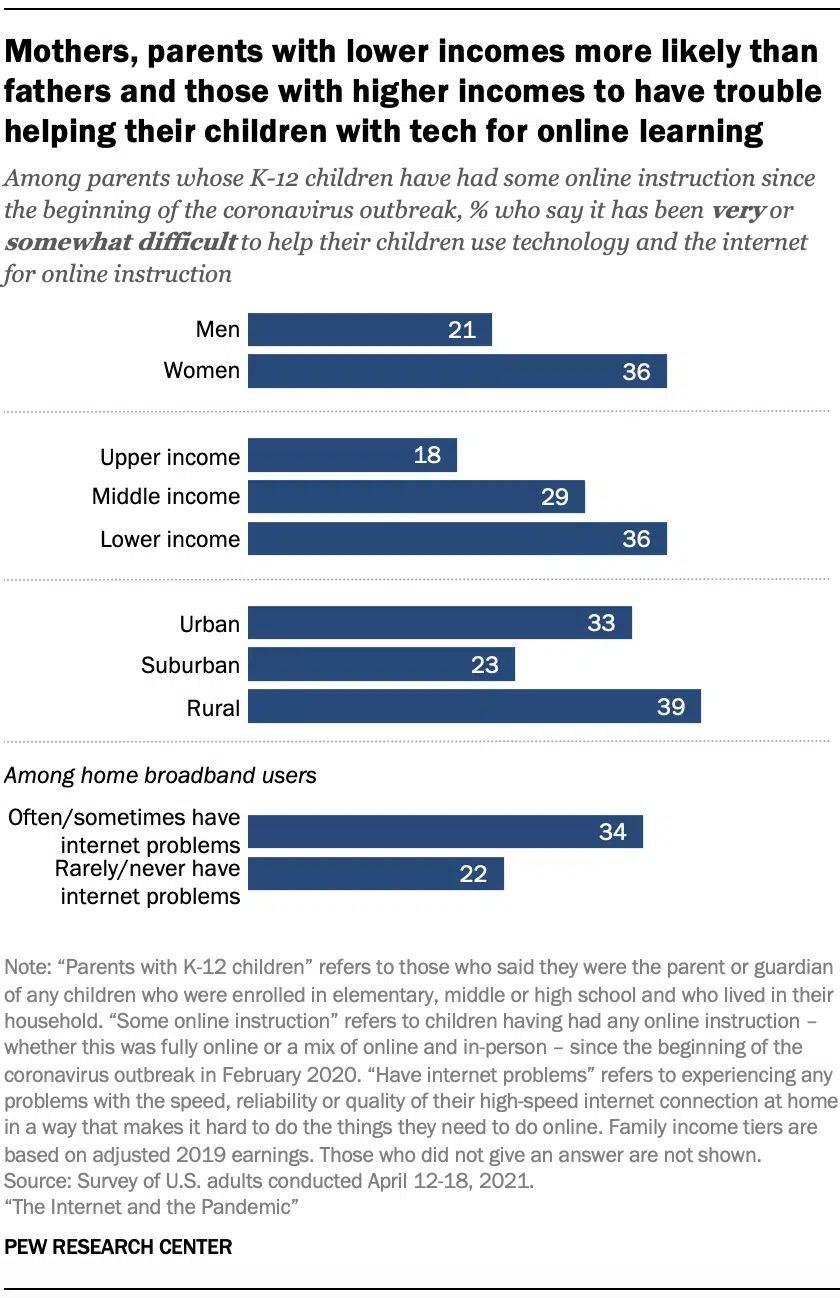 Mothers, parents with lower incomes more likely than
fathers and those with higher incomes to have trouble
helping their children with tech for online learning
Among parents whose K-12 children have had some online instruction since
the beginning of the coronavirus outbreak, % who say it has been very or
somewhat difficult to help their children use technology and the internet
for online instruction
Men 21
Women 36
Upper income 18
Middle income 29
Lower income 36
Urban 33
Suburban 23
Rural 39
Among home broadband users
Often/sometimes have
internet problems 34
Rarely/never have
internet problems 22
Note: “Parents with K-12 children” refers to those who said they were the parent or guardian
of any children who were enrolled in elementary, middle or high school and who lived in their
household. “Some online instruction” refers to children having had any online instruction –
whether this was fully online or a mix of online and in-person – since the beginning of the
coronavirus outbreak in February 2020. “Have internet problems” refers to experiencing any
problems with the speed, reliability or quality of their high-speed internet connection at home
in a way that makes it hard to do the things they need to do online. Family income tiers are
based on adjusted 2019 earnings. Those who did not give an answer are not shown.
Source: Survey of U.S. adults conducted April 12-18, 2021.
“The Internet and the Pandemic”
PEW RESEARCH CENTER